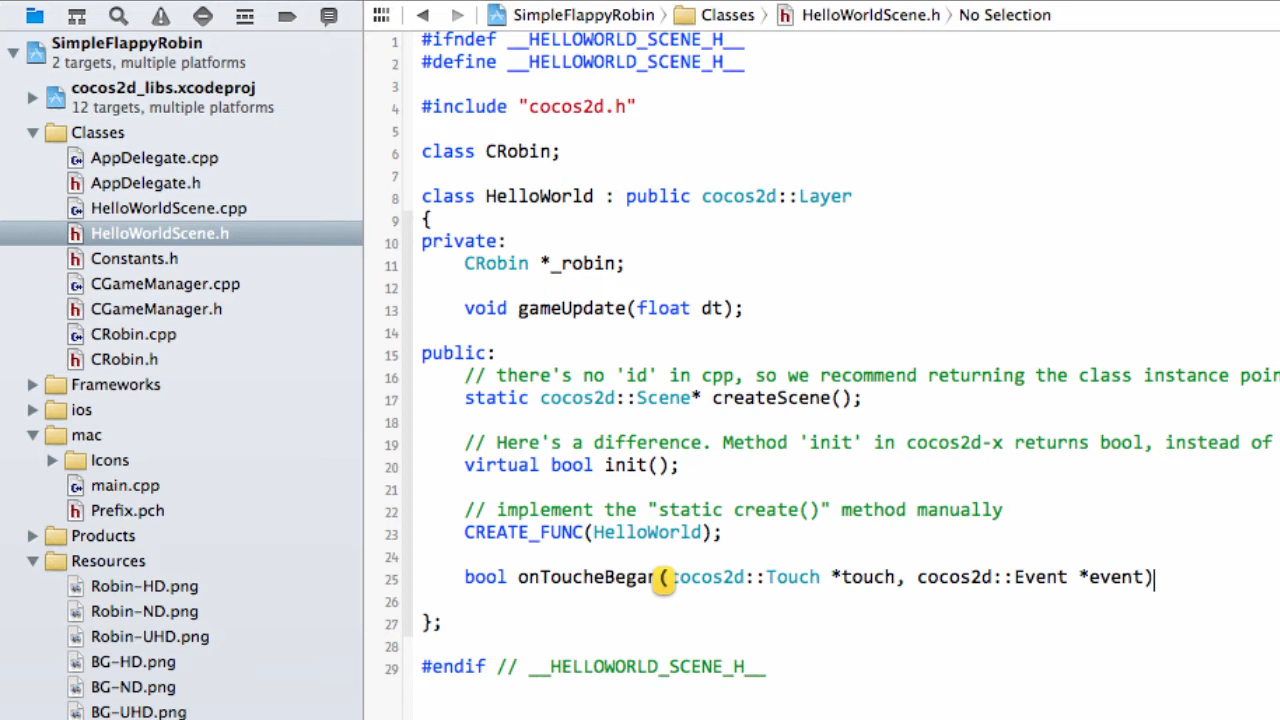 SimpleFlappyRobin
2 targets, multiple platforms
cocos2d_libs.xcodeproj
12 targets, multiple platforms
Classes
AppDelegate.cpp
AppDelegate.h
HelloWorldScene.cpp
HelloWorldScene.h
Constants.h
CGameManager.cpp
CGameManager.h
CRobin.cpp
CRobin.h
Frameworks
ios
mac
Icons
main.cpp
Prefix.pch
Products
Resources
Robin-HD.png
Robin-ND.png
Robin-UHD.png
BG-HD.png
BG-ND.png
BG-UHD.png
SimpleFlappyRobin Classes HelloWorldScene.h No Selection
1 #ifndef __HELLOWORLD_SCENE_H__
2 #define __HELLOWORLD_SCENE_H__
3
4 #include "cocos2d.h"
5
6 class CRobin;
7
8 class HelloWorld : public cocos2d::Layer
9 {
10 private:
11 CRobin *_robin;
12
13 void gameUpdate(float dt);
14
15 public:
16 // there's no 'id' in cpp, so we recommend returning the class instance poin
17 static cocos2d::Scene* createScene();
18
19 // Here's a difference. Method 'init' in cocos2d-x returns bool, instead of
20 virtual bool init();
21
22 // implement the "static create()" method manually
23 CREATE_FUNC(HelloWorld);
24
25 bool onToucheBegan(cocos2d::Touch *touch, cocos2d::Event *event)
26
27 };
28
29 #endif // __HELLOWORLD_SCENE_H__